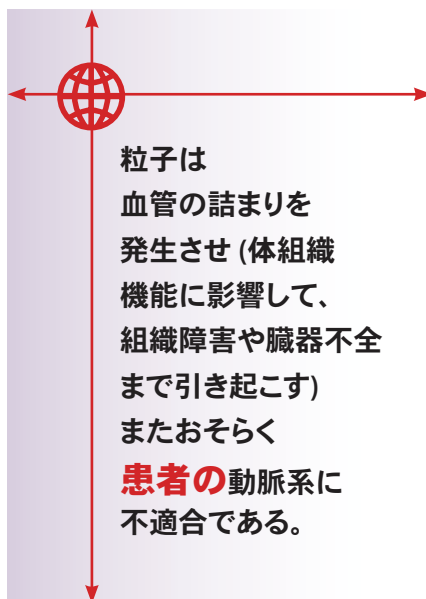 粒子は
血管の詰まりを
発生させ (体組織
機能に影響して、
組織障害や臓器不全
まで引き起こす)
またおそらく
患者の動脈系に
不適合である。